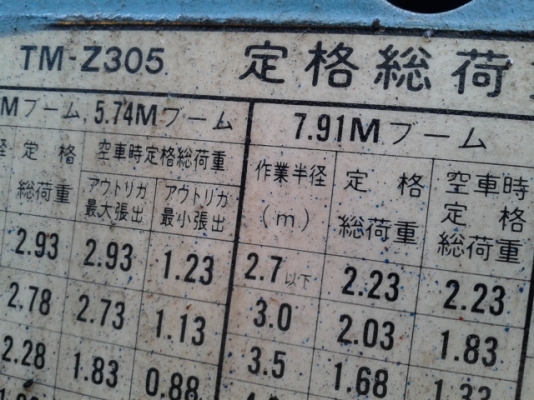 TM-Z305 定格総荷
Mブーム, 5.74Mブーム 7.91Mブーム
定格 空車時定格総荷重 作業半径 定格 空車時
総荷重 アウトリガ アウトリガ (m) 総荷重 定格
最大張出 最小張出 総荷重
2.93 2.93 1.23 2.7以下 2.23 2.23
2.78 2.73 1.13 3.0 2.03 1.83
2.28 1.83 0.88 3.5 1.68 1.33